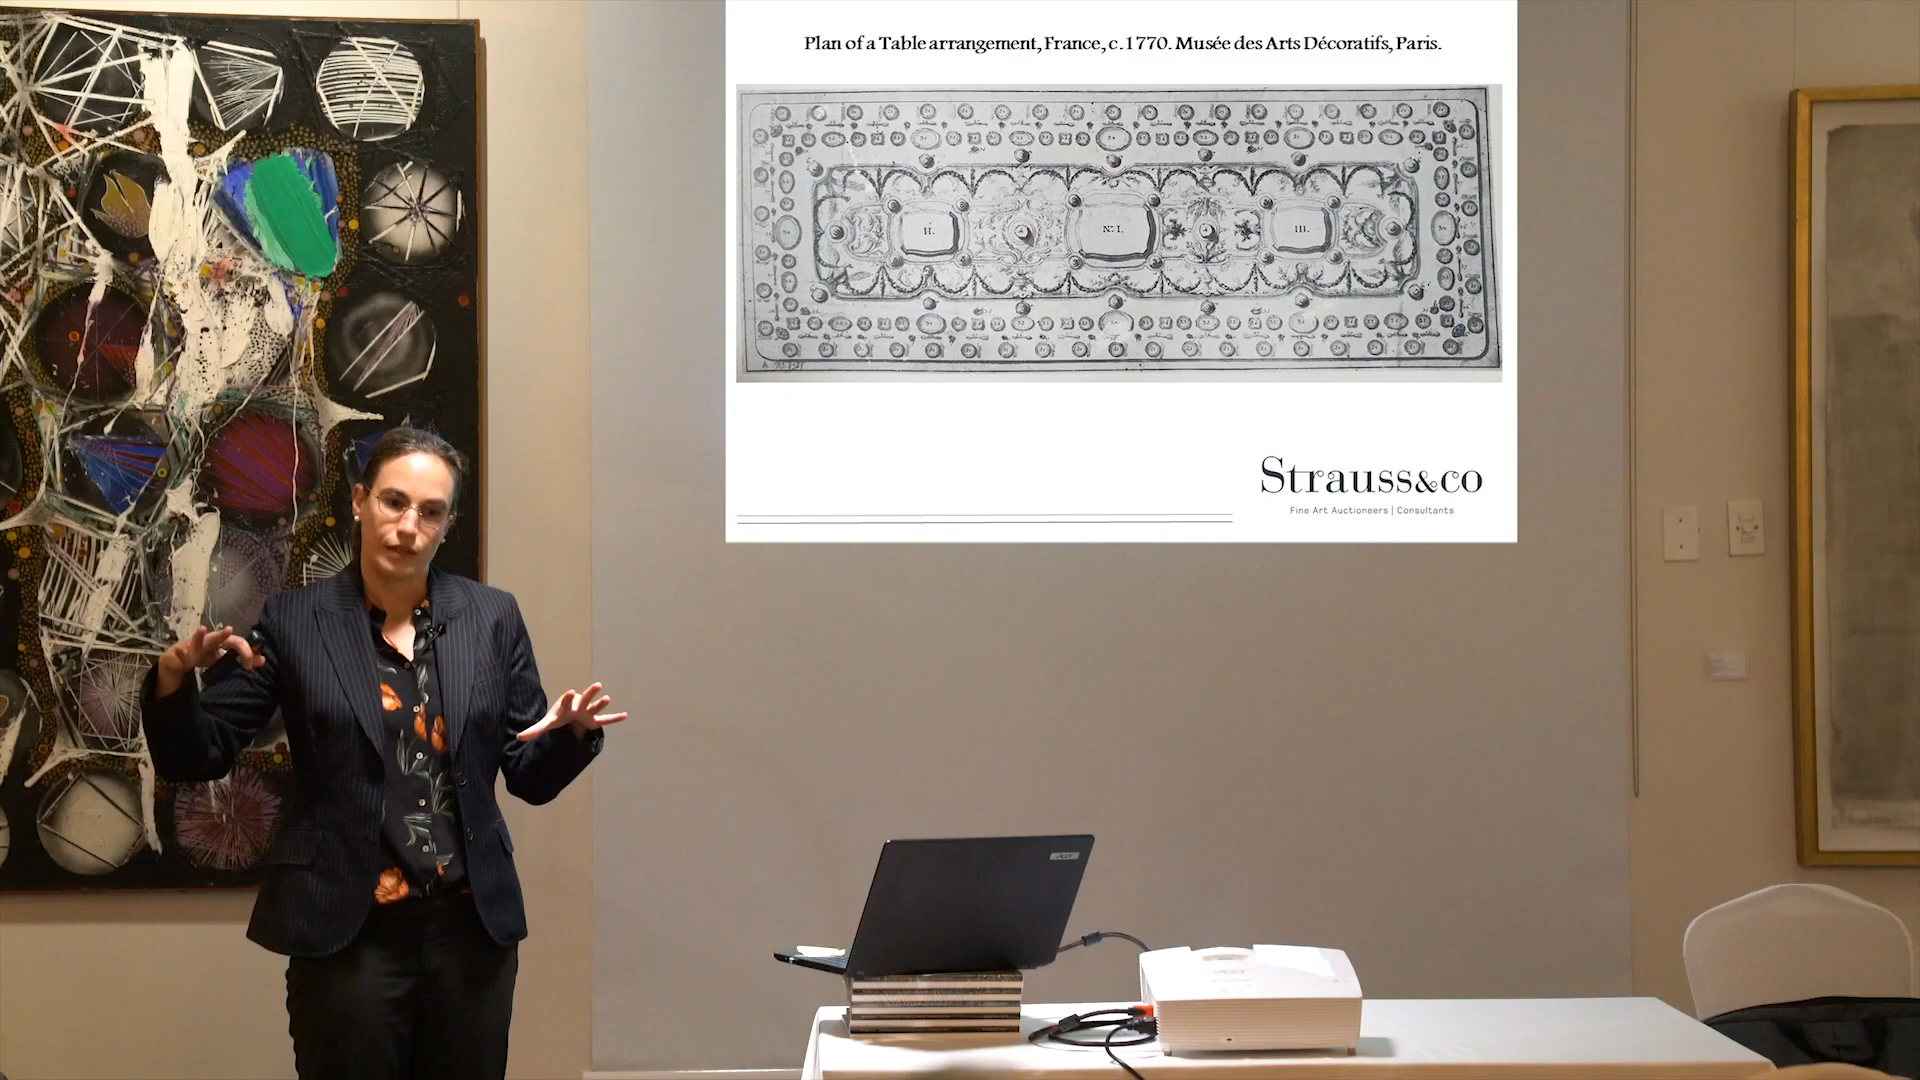 Plan of a Table arrangement, France, c.1770. Musée des Arts Décoratifs, Paris.
II.
Nº I.
III.
Strauss&co
Fine Art Auctioneers | Consultants
acer